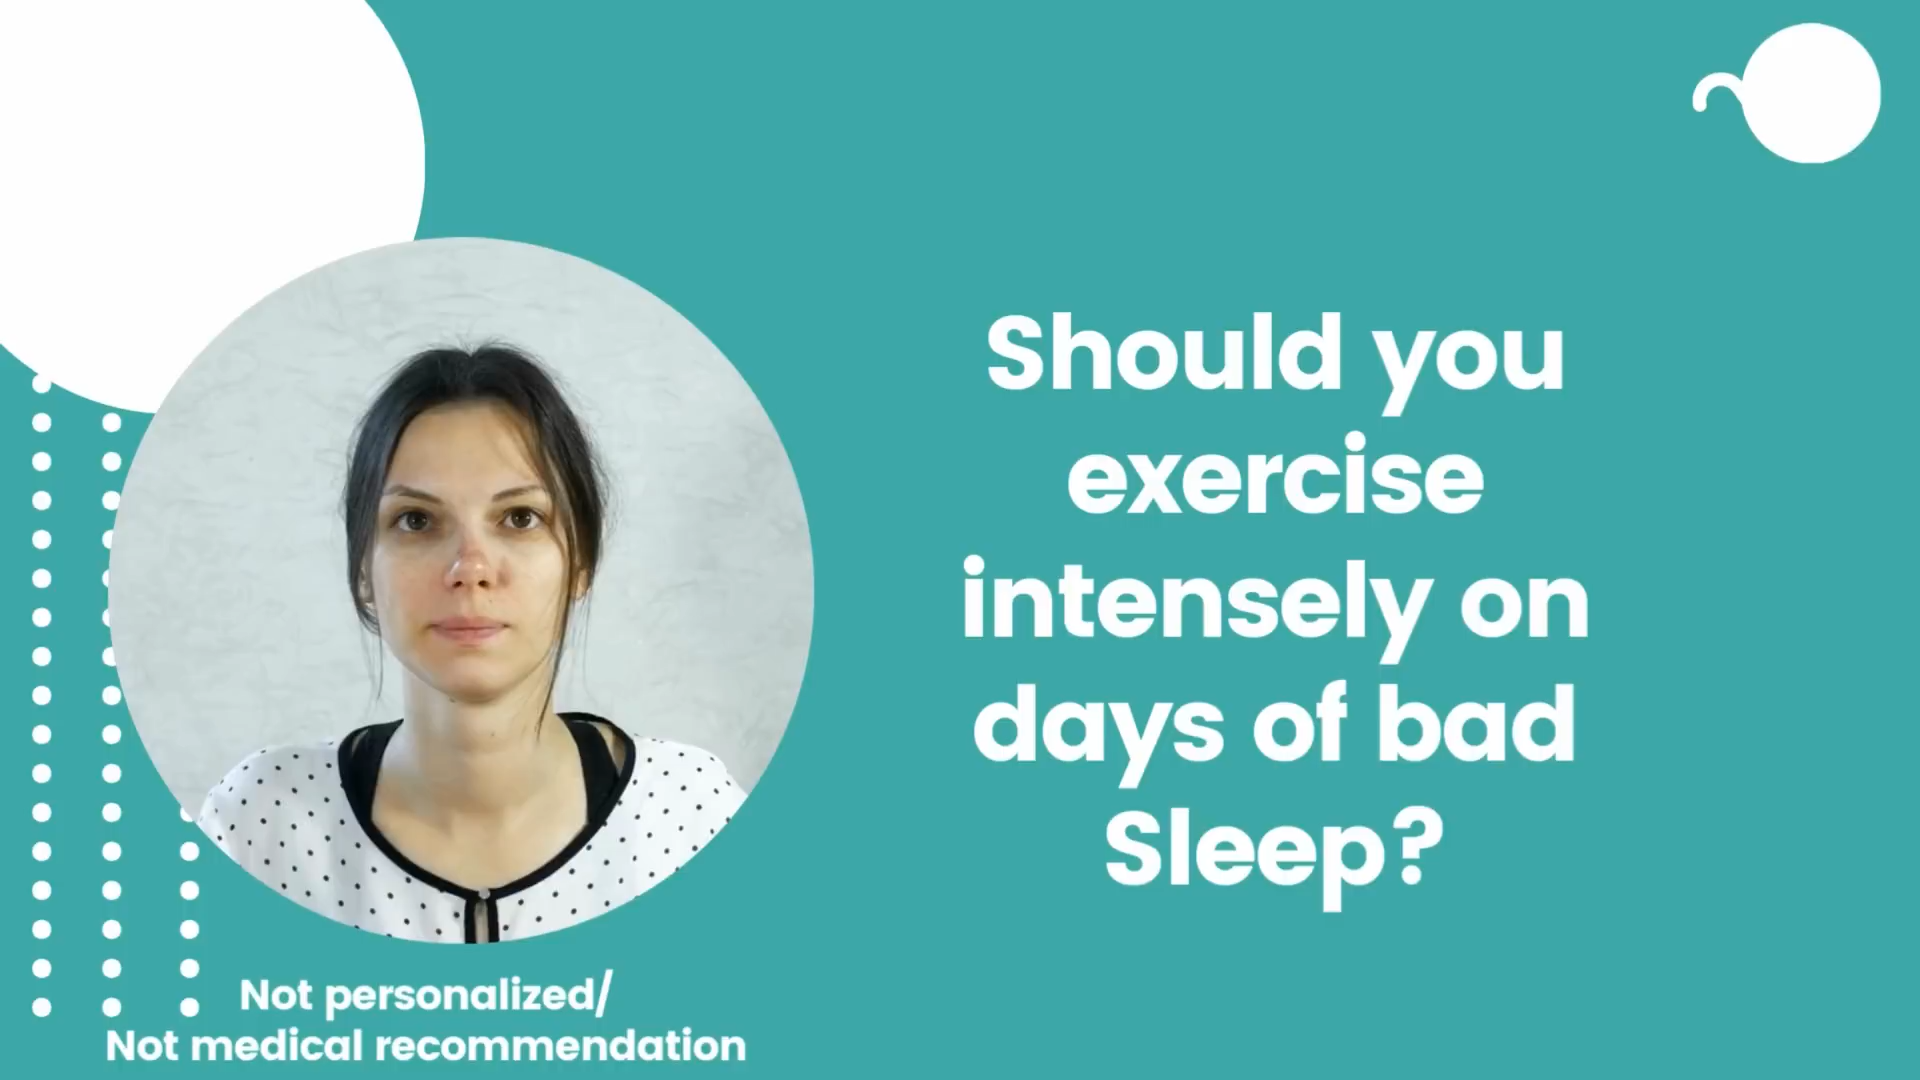 Should you
exercise
intensely on
days of bad
Sleep?
Not personalized/
Not medical recommendation